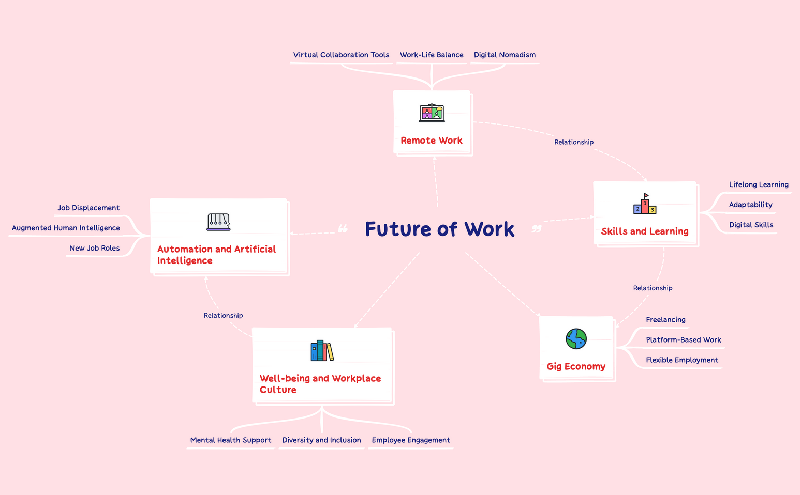 Virtual Collaboration Tools
Work-Life Balance
Digital Nomadism
Remote Work
Relationship
Lifelong Learning
Adaptability
Digital Skills
Skills and Learning
Job Displacement
Augmented Human Intelligence
New Job Roles
Automation and Artificial
Intelligence
“ Future of Work ”
Relationship
Relationship
Freelancing
Platform-Based Work
Flexible Employment
Gig Economy
Well-being and Workplace
Culture
Mental Health Support
Diversity and Inclusion
Employee Engagement